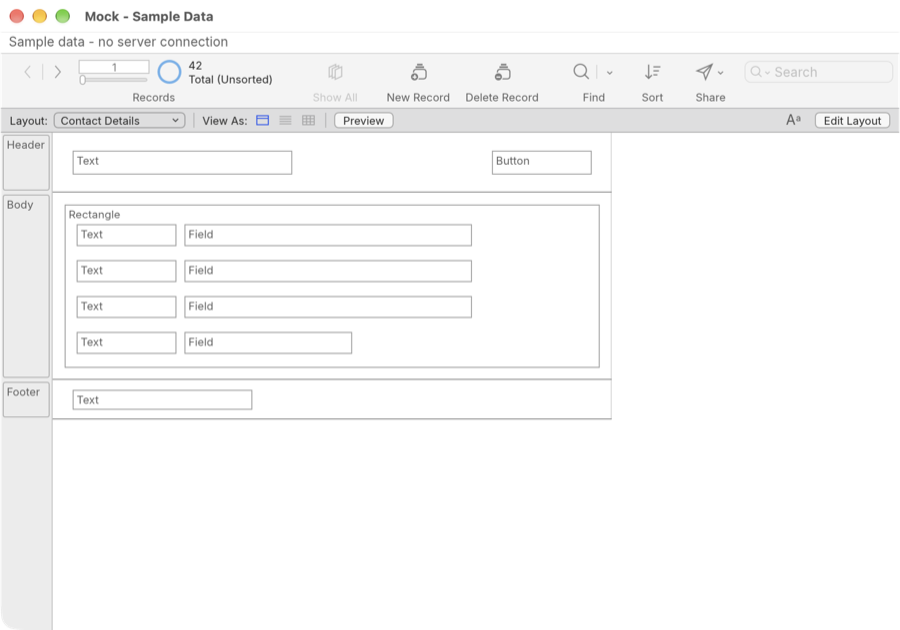 Mock - Sample Data
Sample data - no server connection
1
42
Total (Unsorted)
Records
Show All
New Record
Delete Record
Find
Sort
Share
Search
Layout: Contact Details
View As:
Preview
Aa
Edit Layout
Header
Text
Button
Body
Rectangle
Text Field
Text Field
Text Field
Text Field
Footer
Text